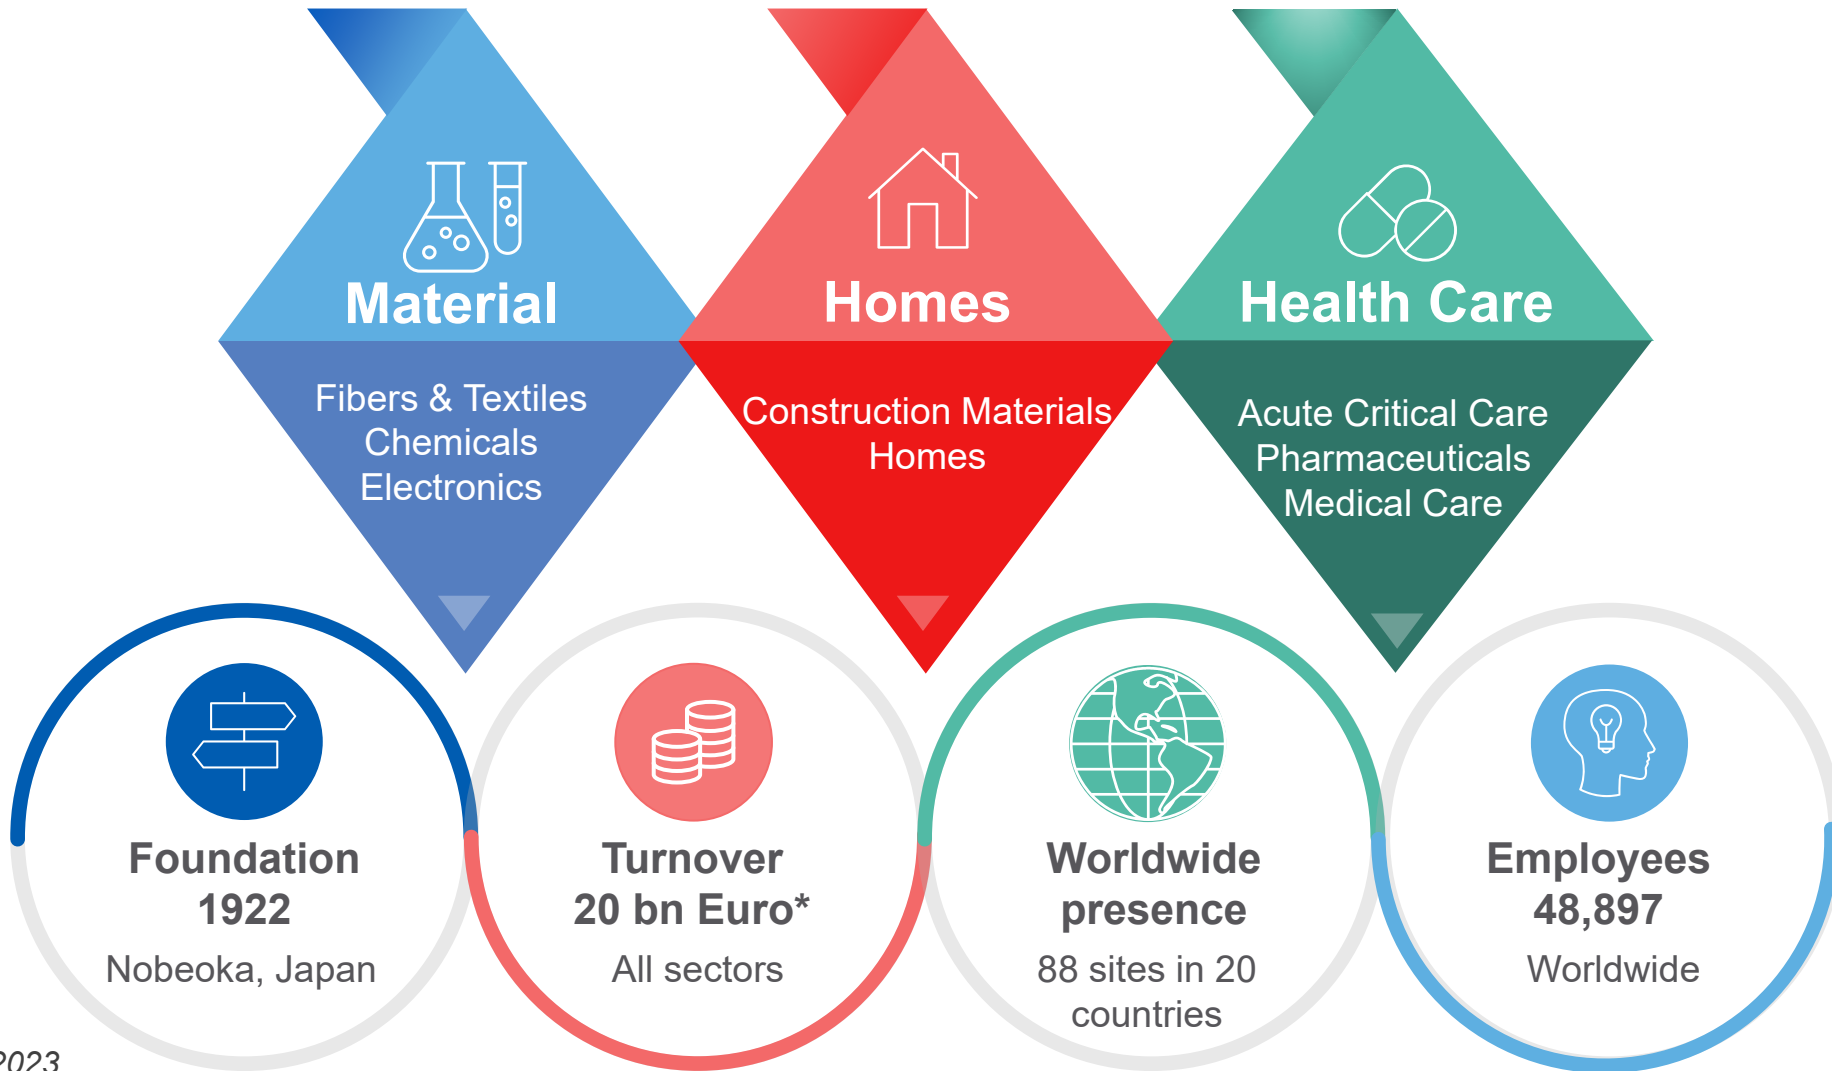 Material
Fibers & Textiles
Chemicals
Electronics
Homes
Construction Materials
Homes
Health Care
Acute Critical Care
Pharmaceuticals
Medical Care
Foundation
1922
Nobeoka, Japan
Turnover
20 bn Euro*
All sectors
Worldwide
presence
88 sites in 20
countries
Employees
48,897
Worldwide
2023